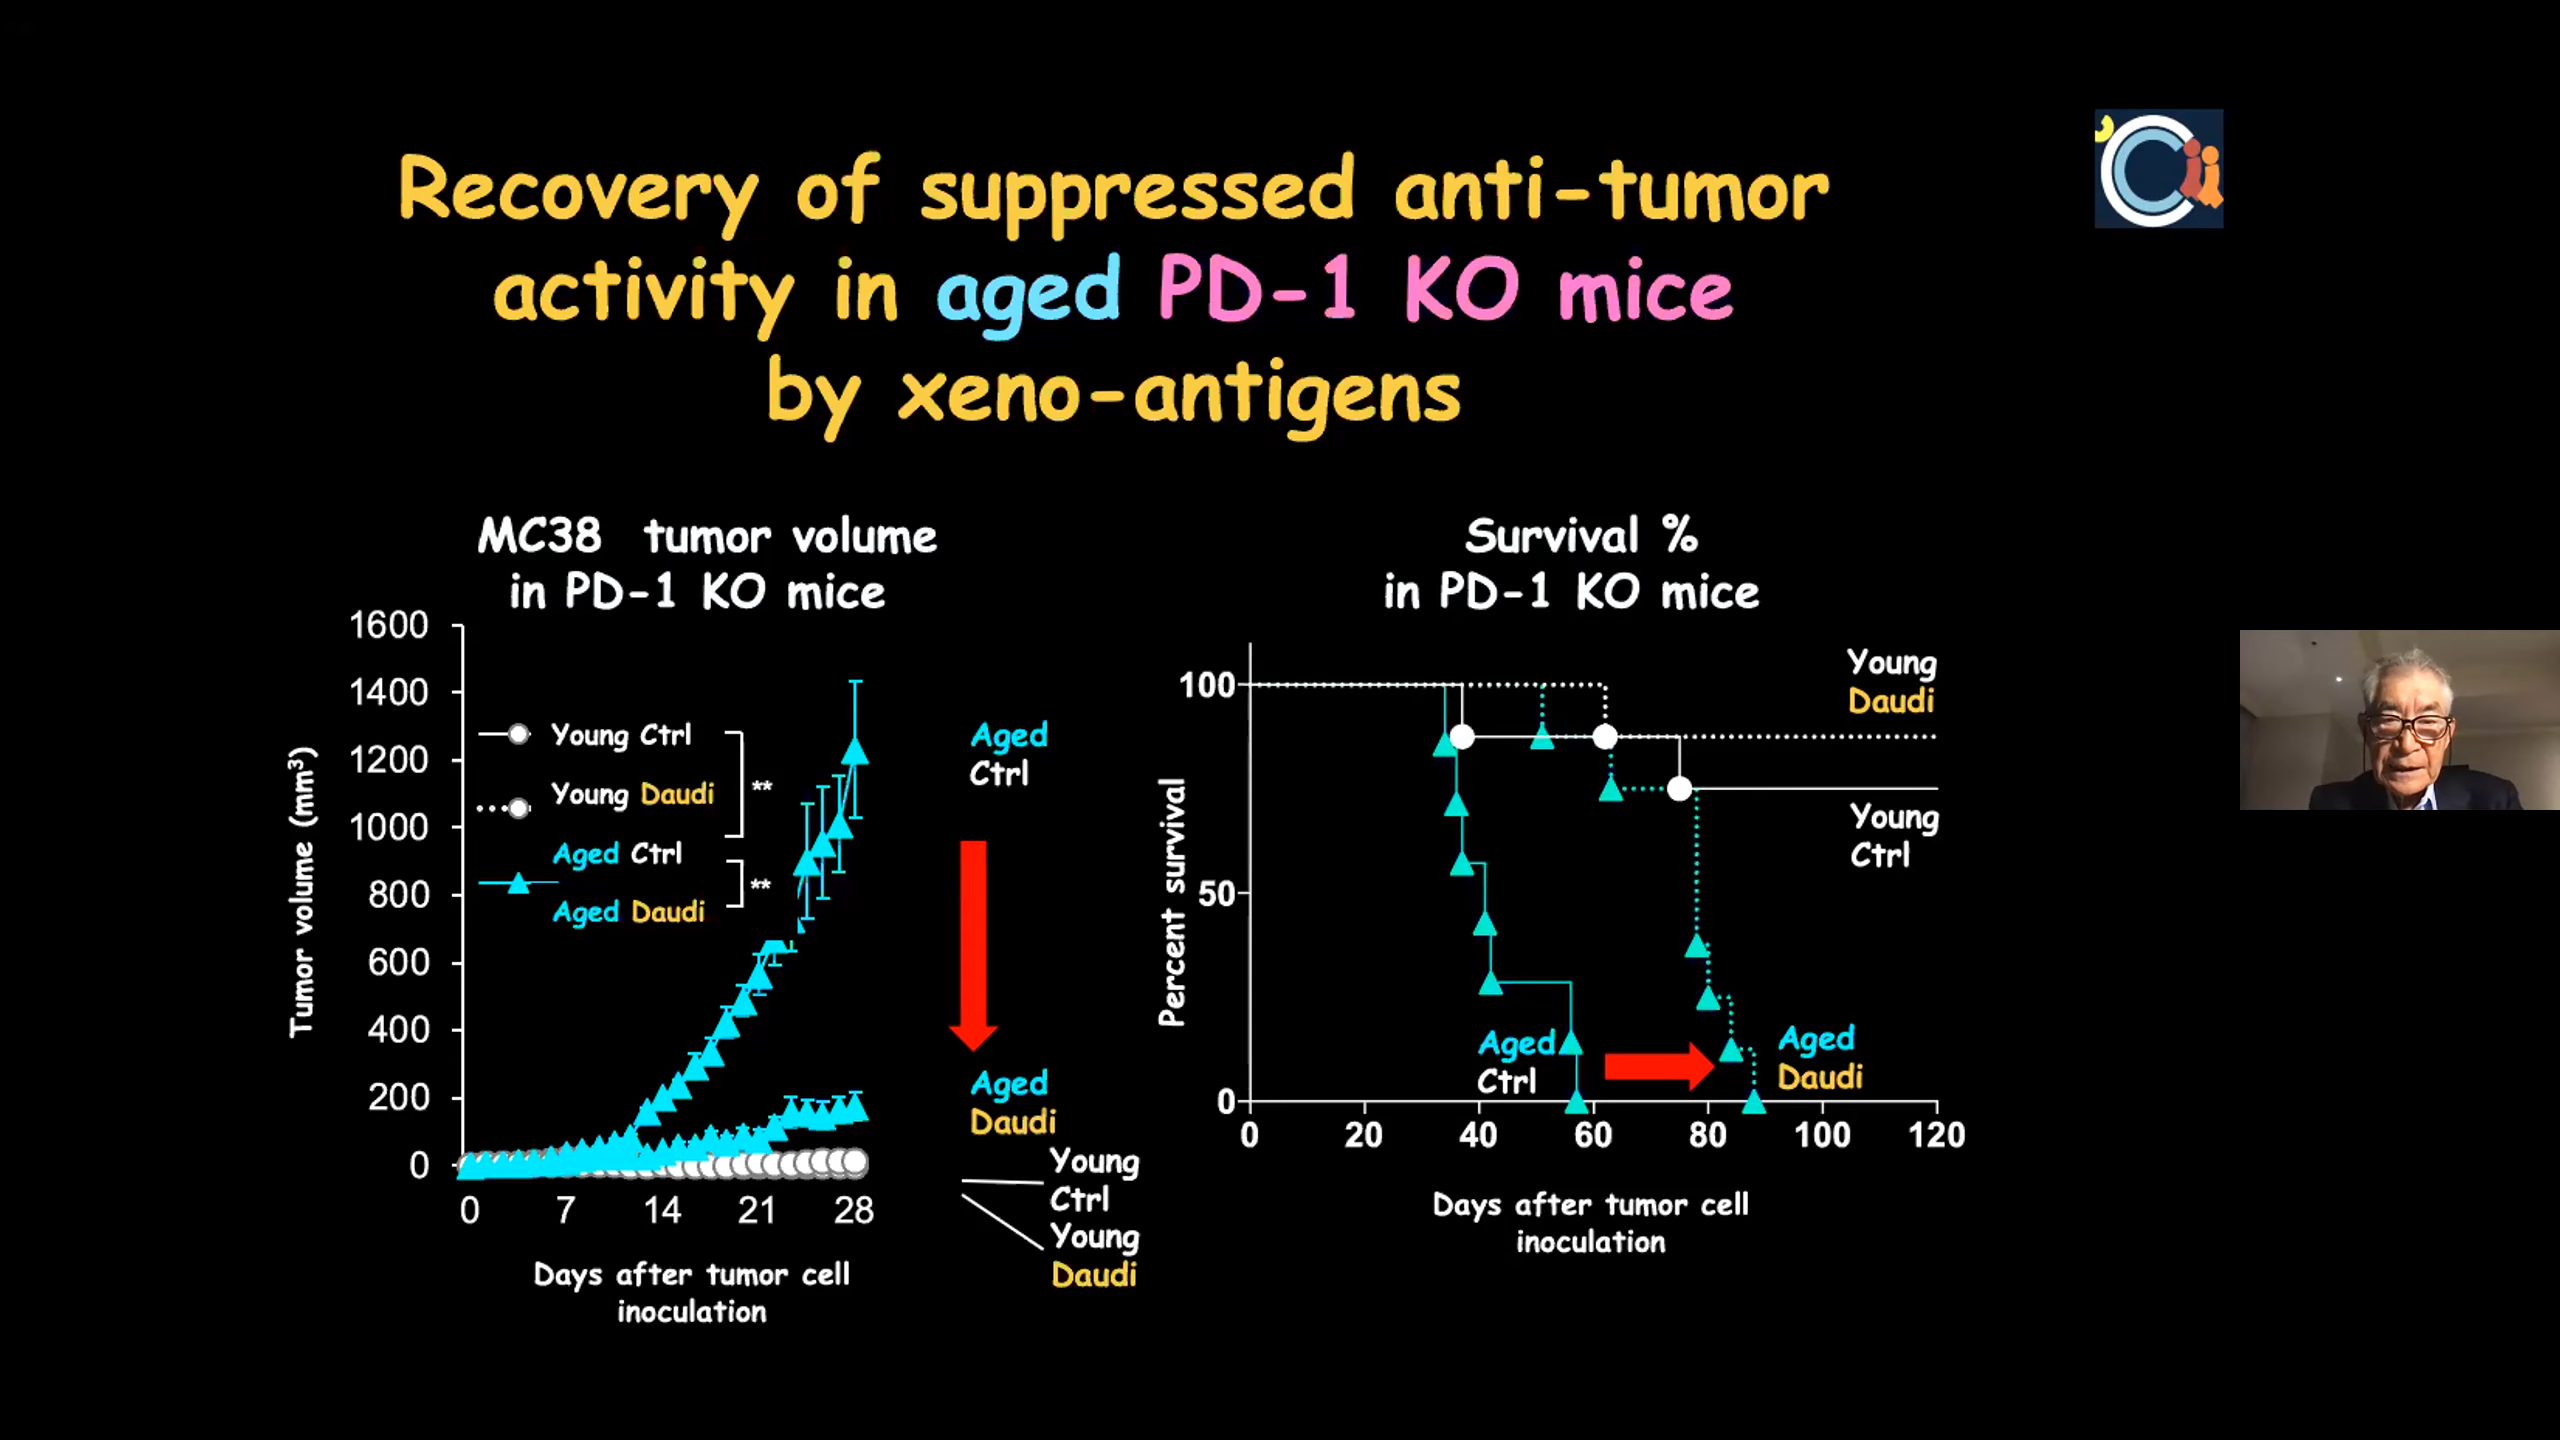 Recovery of suppressed anti-tumor
activity in aged PD-1 KO mice
by xeno-antigens
MC38 tumor volume
in PD-1 KO mice
1600
1400
1200
1000
800
600
400
200
0
Tumor volume (mm³)
Young Ctrl
Young Daudi
**
Aged Ctrl
Aged Daudi
**
0 7 14 21 28
Days after tumor cell
inoculation
Aged
Ctrl
Aged
Daudi
Young
Ctrl
Young
Daudi
Survival %
in PD-1 KO mice
100
50
0
Percent survival
Young
Daudi
Young
Ctrl
Aged
Ctrl
Aged
Daudi
0 20 40 60 80 100 120
Days after tumor cell
inoculation